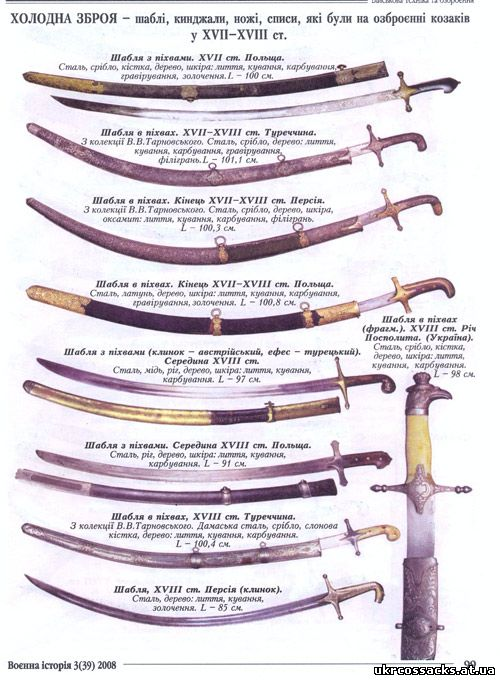 Військова техніка та озброєння
ХОЛОДНА ЗБРОЯ – шаблі, кинджали, ножі, списи, які були на озброєнні козаків
у XVII–XVIII ст.
Шабля з піхвами. XVII ст. Польща.
Сталь, срібло, кістка, дерево, шкіра: лиття, кування, карбування,
гравірування, золочення. L – 100 см.
Шабля в піхвах. XVII–XVIII ст. Туреччина.
З колекції В.В.Тарновського. Сталь, срібло, дерево: лиття,
кування, карбування, гравірування,
філігрань. L – 101,1 см.
Шабля в піхвах. Кінець XVII–XVIII ст. Персія.
З колекції В.В.Тарновського. Сталь, срібло, дерево, шкіра,
оксамит: лиття, кування, карбування, філігрань.
L – 100,3 см.
Шабля в піхвах. Кінець XVII–XVIII ст. Польща.
Сталь, латунь, дерево, шкіра: лиття, кування, карбування,
гравірування, золочення. L – 100,8 см.
Шабля в піхвах
(фрагм.). XVIII ст. Річ
Посполита. (Україна).
Сталь, срібло, кістка,
дерево, шкіра: лиття,
кування, карбування.
L – 98 см.
Шабля з піхвами (клинок – австрійський, ефес – турецький).
Середина XVIII ст.
Сталь, мідь, ріг, дерево, шкіра: лиття, кування,
карбування. L – 97 см.
Шабля з піхвами. Середина XVIII ст. Польща.
Сталь, ріг, дерево, шкіра: лиття, кування,
карбування. L – 91 см.
Шабля в піхвах, XVIII ст. Туреччина.
З колекції В.В.Тарновського. Дамаська сталь, срібло, слонова
кістка, дерево: лиття, кування, карбування.
L – 100,4 см.
Шабля, XVIII ст. Персія (клинок).
Сталь, дерево: лиття, кування,
золочення. L – 85 см.
Воєнна історія 3(39) 2008
99
ukrcossacks.at.ua